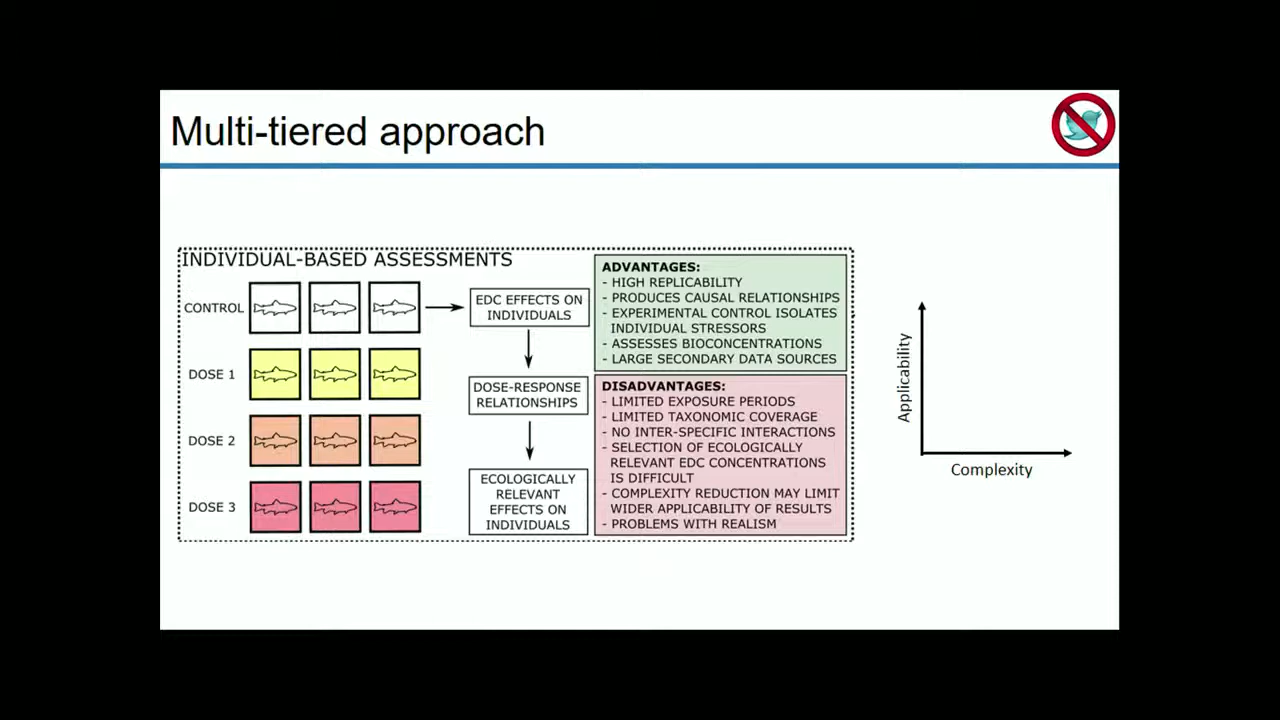 Multi-tiered approach
INDIVIDUAL-BASED ASSESSMENTS
CONTROL
DOSE 1
DOSE 2
DOSE 3
EDC EFFECTS ON
INDIVIDUALS
DOSE-RESPONSE
RELATIONSHIPS
ECOLOGICALLY
RELEVANT
EFFECTS ON
INDIVIDUALS
ADVANTAGES:
- HIGH REPLICABILITY
- PRODUCES CAUSAL RELATIONSHIPS
- EXPERIMENTAL CONTROL ISOLATES
INDIVIDUAL STRESSORS
- ASSESSES BIOCONCENTRATIONS
- LARGE SECONDARY DATA SOURCES
DISADVANTAGES:
- LIMITED EXPOSURE PERIODS
- LIMITED TAXONOMIC COVERAGE
- NO INTER-SPECIFIC INTERACTIONS
- SELECTION OF ECOLOGICALLY
RELEVANT EDC CONCENTRATIONS
IS DIFFICULT
- COMPLEXITY REDUCTION MAY LIMIT
WIDER APPLICABILITY OF RESULTS
- PROBLEMS WITH REALISM
Applicability
Complexity